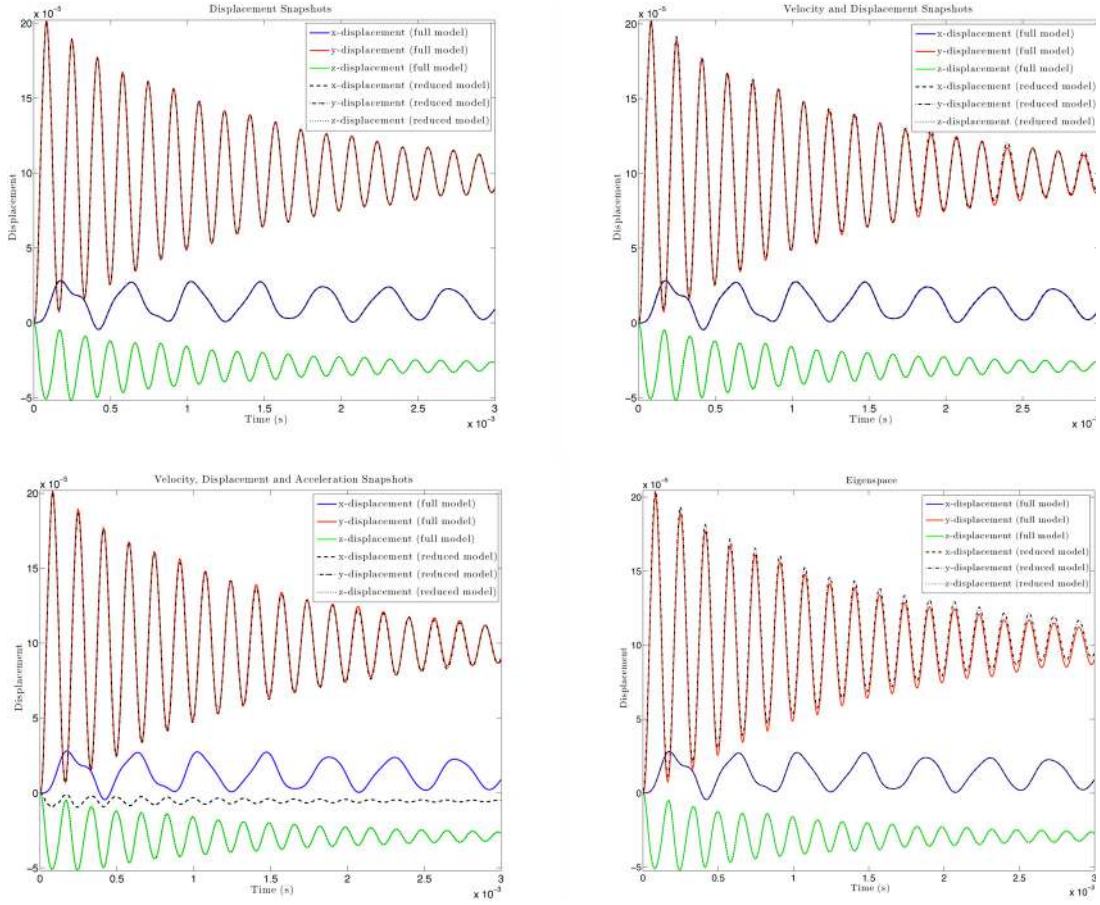 Displacement Snapshots
x 10⁻⁵
20
15
10
5
0
−5
Displacement
x-displacement (full model)
y-displacement (full model)
z-displacement (full model)
x-displacement (reduced model)
y-displacement (reduced model)
z-displacement (reduced model)
0 0.5 1 1.5 2 2.5 3
Time (s)
x 10⁻³
Velocity and Displacement Snapshots
x 10⁻⁵
20
15
10
5
0
−5
Displacement
x-displacement (full model)
y-displacement (full model)
z-displacement (full model)
x-displacement (reduced model)
y-displacement (reduced model)
z-displacement (reduced model)
0 0.5 1 1.5 2 2.5
Time (s)
x 10⁻³
Velocity, Displacement and Acceleration Snapshots
x 10⁻⁵
20
15
10
5
0
−5
Displacement
x-displacement (full model)
y-displacement (full model)
z-displacement (full model)
x-displacement (reduced model)
y-displacement (reduced model)
z-displacement (reduced model)
0 0.5 1 1.5 2 2.5 3
Time (s)
x 10⁻³
Eigenspace
x 10⁻⁵
20
15
10
5
0
−5
Displacement
x-displacement (full model)
y-displacement (full model)
z-displacement (full model)
x-displacement (reduced model)
y-displacement (reduced model)
z-displacement (reduced model)
0 0.5 1 1.5 2 2.5 3
Time (s)
x 10⁻³